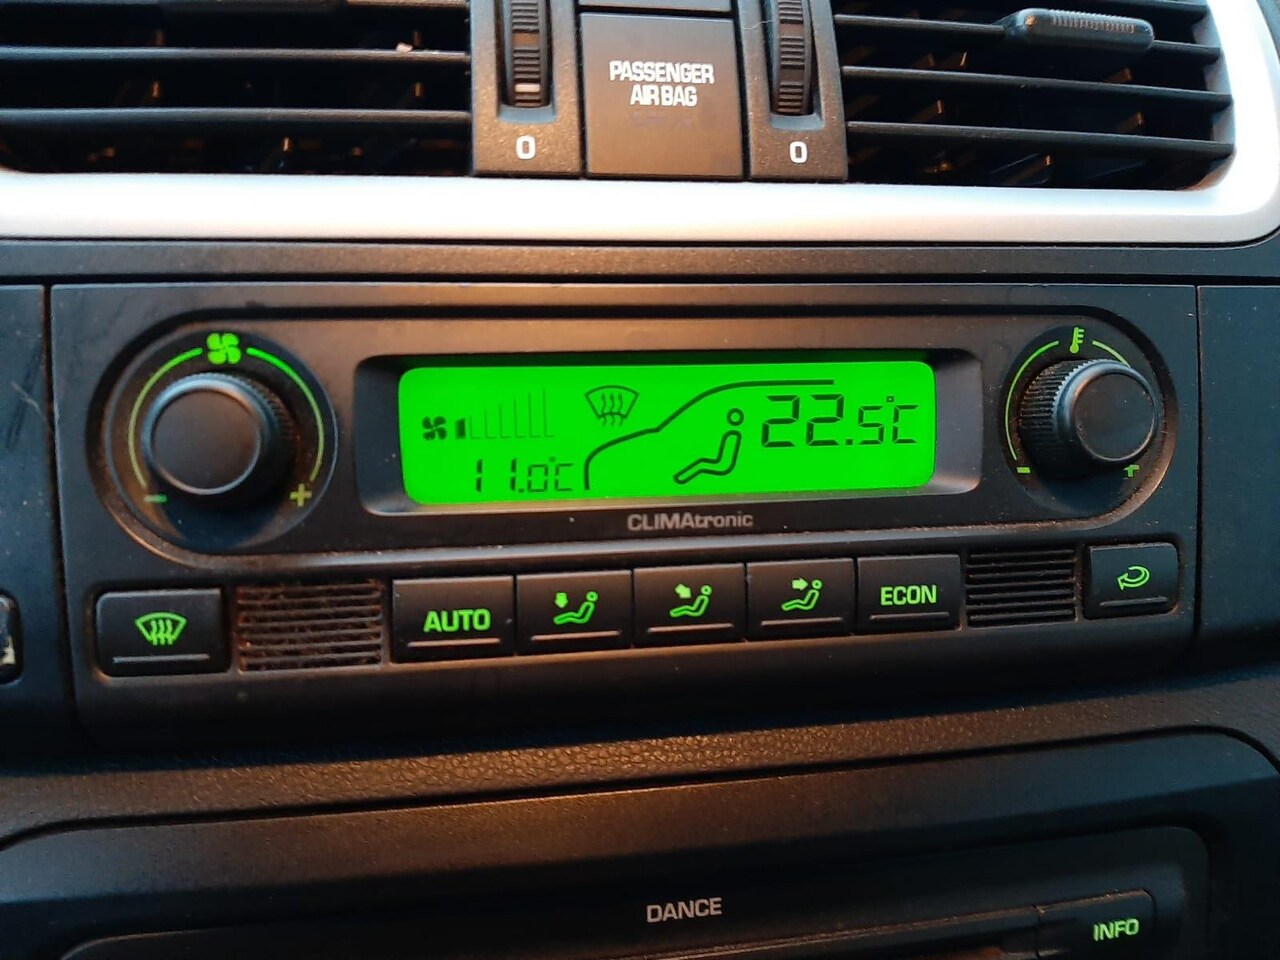 PASSENGER
AIR BAG
0
0
22.5°C
11.0°C
- +
- +
CLIMAtronic
AUTO
ECON
DANCE
INFO